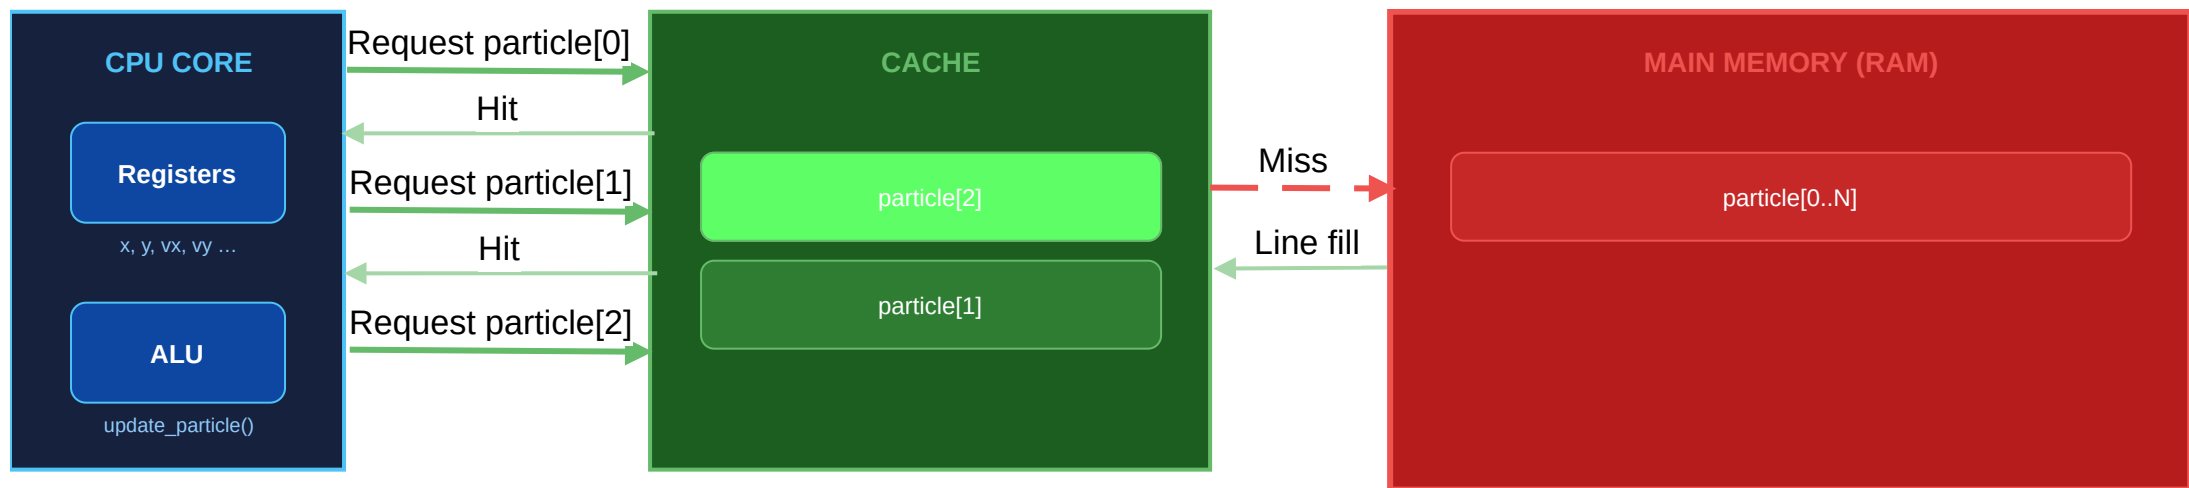 CPU CORE
Registers
x, y, vx, vy …
ALU
update_particle()
Request particle[0]
Hit
Request particle[1]
Hit
Request particle[2]
CACHE
particle[2]
particle[1]
Miss
Line fill
MAIN MEMORY (RAM)
particle[0..N]